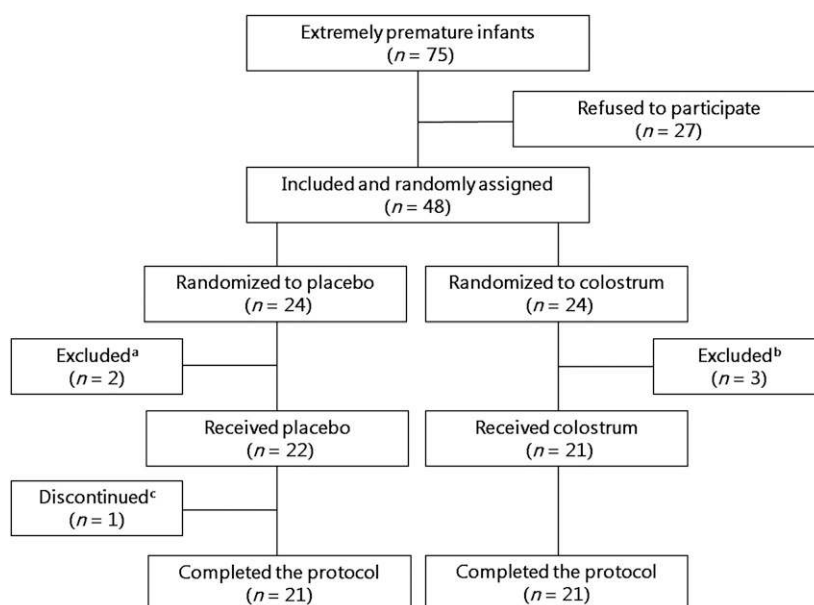 Extremely premature infants
(n = 75)
Refused to participate
(n = 27)
Included and randomly assigned
(n = 48)
Randomized to placebo
(n = 24)
Randomized to colostrum
(n = 24)
Excludedᵃ
(n = 2)
Excludedᵇ
(n = 3)
Received placebo
(n = 22)
Received colostrum
(n = 21)
Discontinuedᶜ
(n = 1)
Completed the protocol
(n = 21)
Completed the protocol
(n = 21)